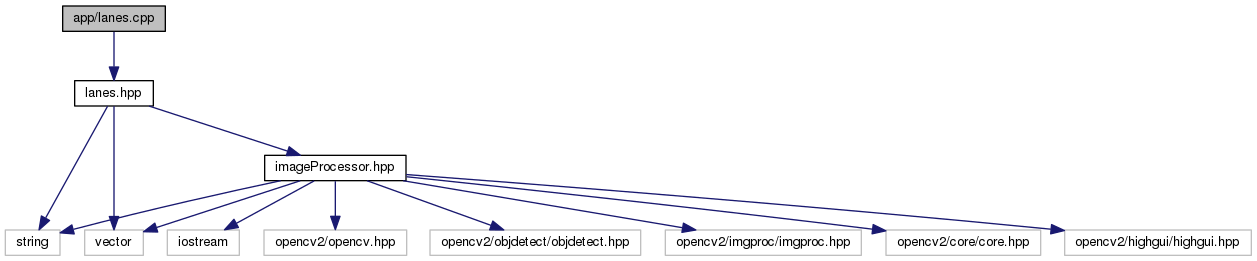 app/lanes.cpp
lanes.hpp
imageProcessor.hpp
string
vector
iostream
opencv2/opencv.hpp
opencv2/objdetect/objdetect.hpp
opencv2/imgproc/imgproc.hpp
opencv2/core/core.hpp
opencv2/highgui/highgui.hpp